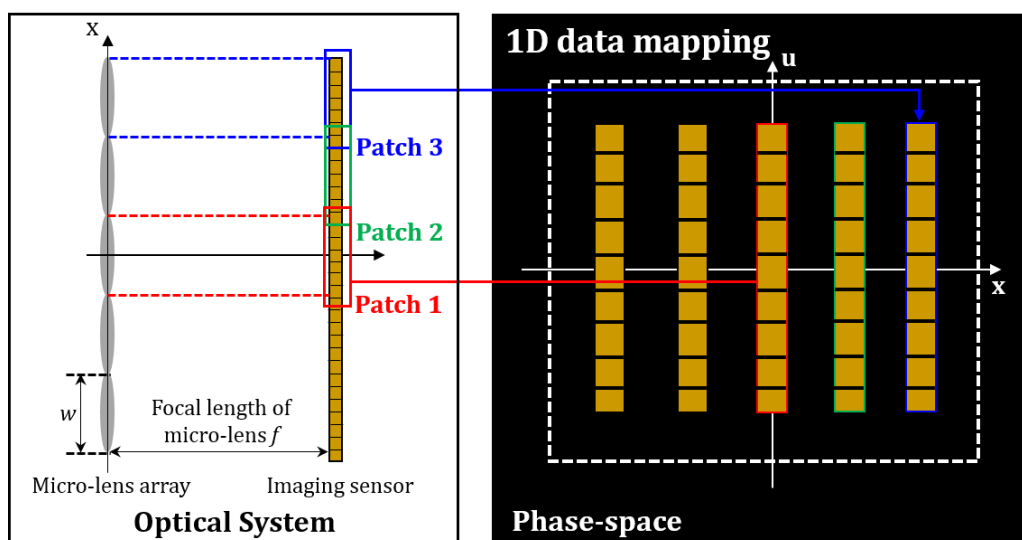 x
Patch 3
Patch 2
Patch 1
w
Focal length of
micro-lens f
Micro-lens array
Imaging sensor
Optical System
1D data mapping
u
x
Phase-space